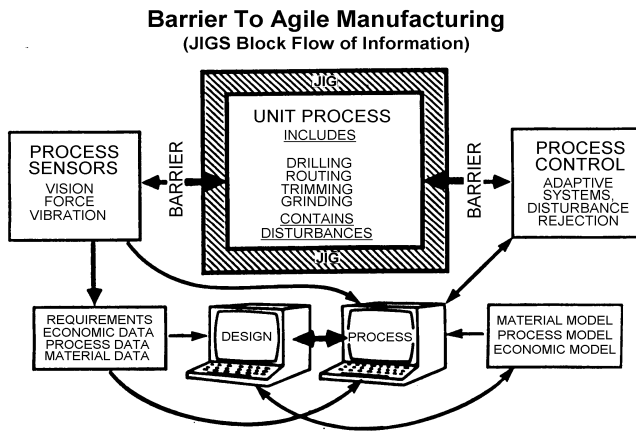 Barrier To Agile Manufacturing
(JIGS Block Flow of Information)
JIG
UNIT PROCESS
INCLUDES
DRILLING
ROUTING
TRIMMING
GRINDING
CONTAINS
DISTURBANCES
JIG
PROCESS
SENSORS
VISION
FORCE
VIBRATION
BARRIER
BARRIER
PROCESS
CONTROL
ADAPTIVE
SYSTEMS,
DISTURBANCE
REJECTION
REQUIREMENTS
ECONOMIC DATA
PROCESS DATA
MATERIAL DATA
DESIGN
PROCESS
MATERIAL MODEL
PROCESS MODEL
ECONOMIC MODEL